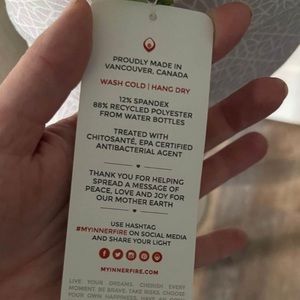 PROUDLY MADE IN
VANCOUVER, CANADA
WASH COLD | HANG DRY
12% SPANDEX
88% RECYCLED POLYESTER
FROM WATER BOTTLES
TREATED WITH
CHITOSANTÉ, EPA CERTIFIED
ANTIBACTERIAL AGENT
THANK YOU FOR HELPING
SPREAD A MESSAGE OF
PEACE, LOVE AND JOY FOR
OUR MOTHER EARTH
USE HASHTAG
#MYINNERFIRE ON SOCIAL MEDIA
AND SHARE YOUR LIGHT
MYINNERFIRE.COM
LIVE YOUR DREAMS. CHERISH EVERY
MOMENT. BE BRAVE. TAKE RISKS. CHOOSE
YOUR OWN HAPPINESS.